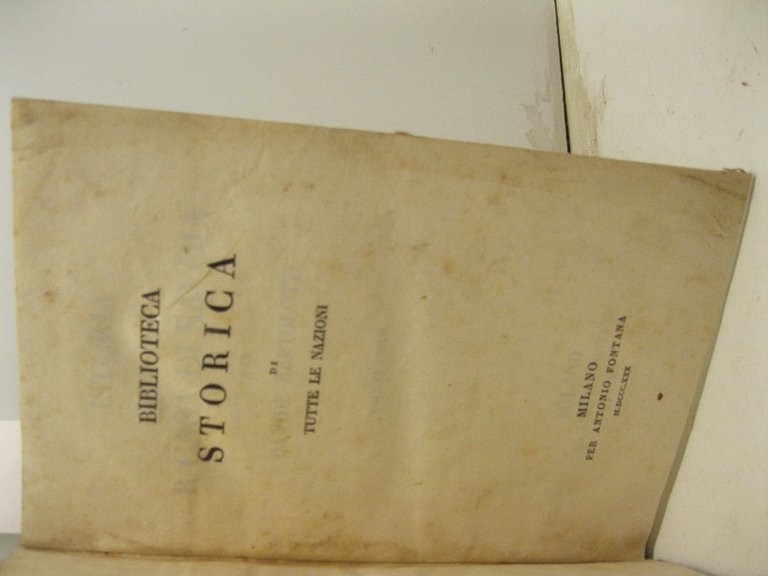 BIBLIOTECA
STORICA
DI
TUTTE LE NAZIONI
MILANO
PER ANTONIO FONTANA
M.DCCC.XXX